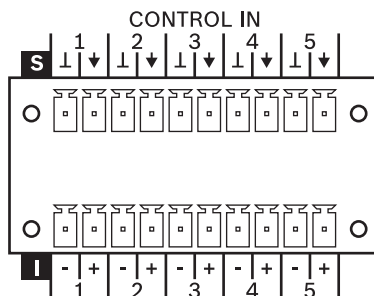 CONTROL IN
1 2 3 4 5
S ⊥ ↓ ⊥ ↓ ⊥ ↓ ⊥ ↓ ⊥ ↓
I - + - + - + - + - +
1 2 3 4 5